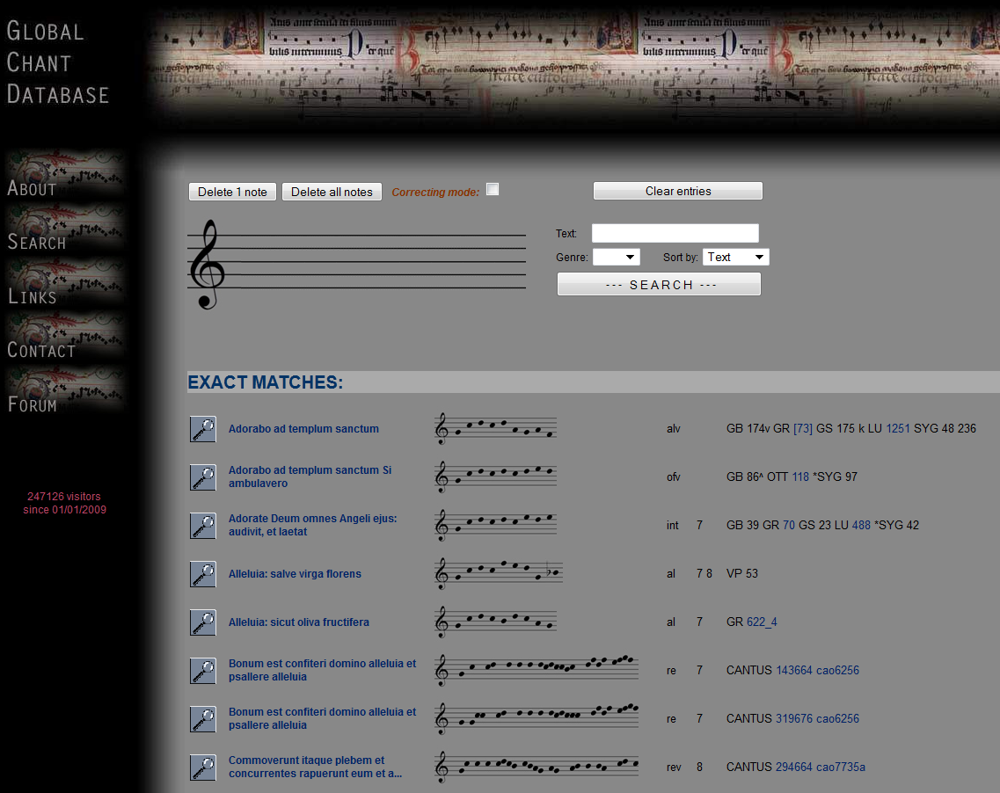 GLOBAL
CHANT
DATABASE
ABOUT
SEARCH
LINKS
CONTACT
FORUM
247126 visitors
since 01/01/2009
Delete 1 note Delete all notes Correcting mode: Clear entries
Text:
Genre: Sort by: Text
--- SEARCH ---
EXACT MATCHES:
Adorabo ad templum sanctum alv GB 174v GR [73] GS 175 k LU 1251 SYG 48 236
Adorabo ad templum sanctum Si
ambulavero ofv GB 86^ OTT 118 *SYG 97
Adorate Deum omnes Angeli ejus:
audivit, et laetat int 7 GB 39 GR 70 GS 23 LU 488 *SYG 42
Alleluia: salve virga florens al 7 8 VP 53
Alleluia: sicut oliva fructifera al 7 GR 622_4
Bonum est confiteri domino alleluia et
psallere alleluia re 7 CANTUS 143664 cao6256
Bonum est confiteri domino alleluia et
psallere alleluia re 7 CANTUS 319676 cao6256
Commoverunt itaque plebem et
concurrentes rapuerunt eum et a... rev 8 CANTUS 294664 cao7735a